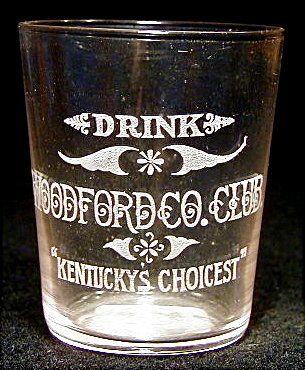 DRINK
WOODFORD CO. CLUB
"KENTUCKY'S CHOICEST"